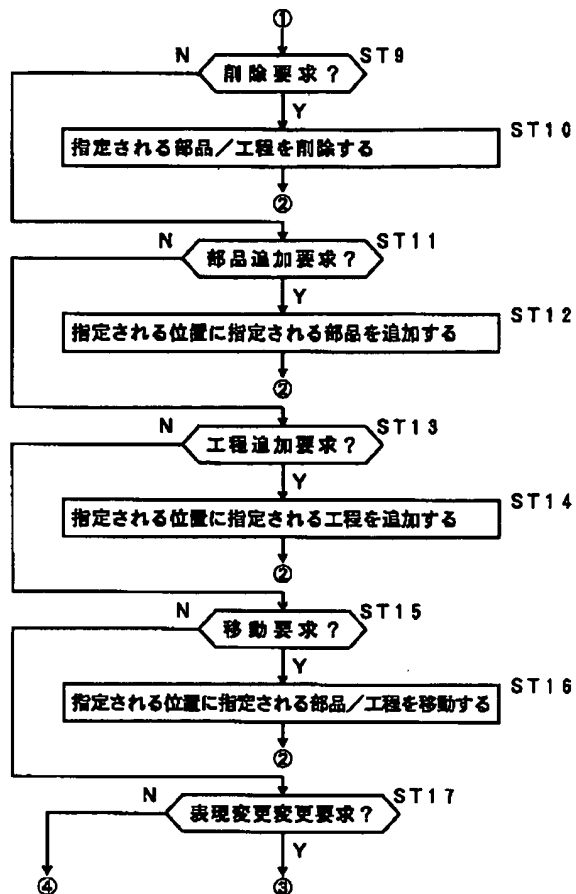 ①
N
ST9
削除要求?
Y
ST10
指定される部品/工程を削除する
②
N
ST11
部品追加要求?
Y
ST12
指定される位置に指定される部品を追加する
②
N
ST13
工程追加要求?
Y
ST14
指定される位置に指定される工程を追加する
②
N
ST15
移動要求?
Y
ST16
指定される位置に指定される部品/工程を移動する
②
N
ST17
表現変更変更要求?
Y
④
③